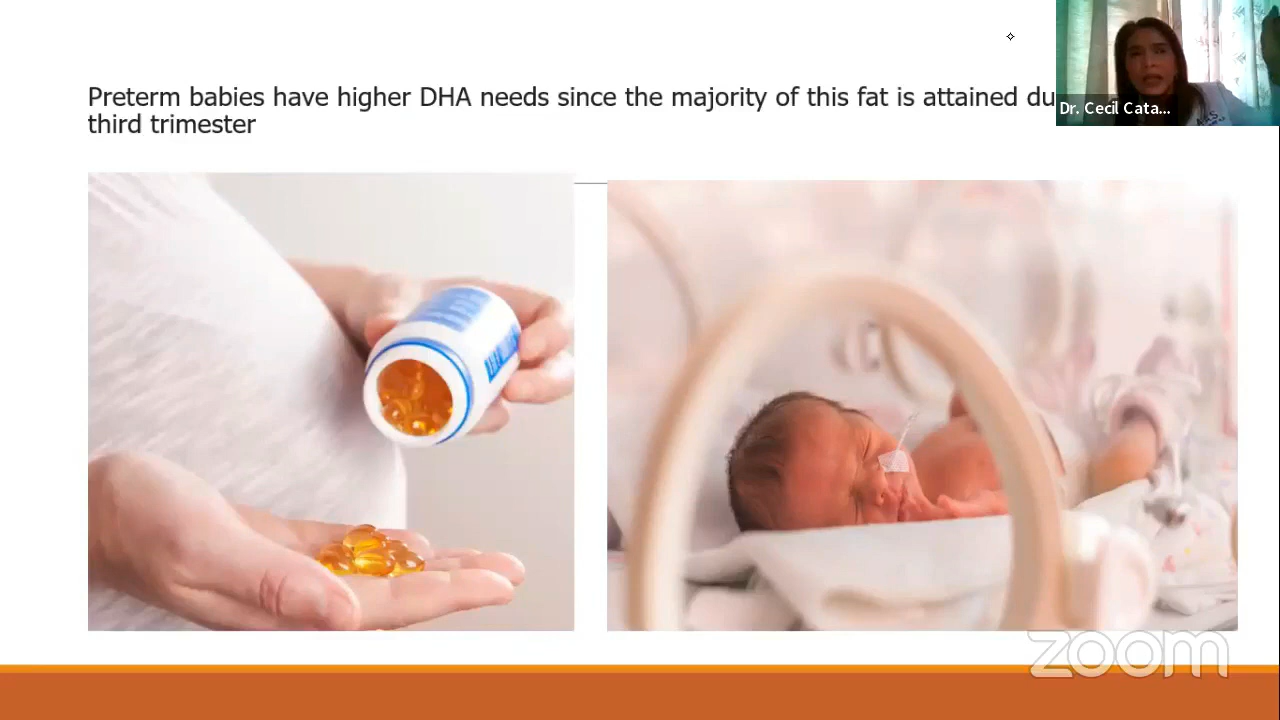 Preterm babies have higher DHA needs since the majority of this fat is attained du
third trimester
Dr. Cecil Cata...
zoom